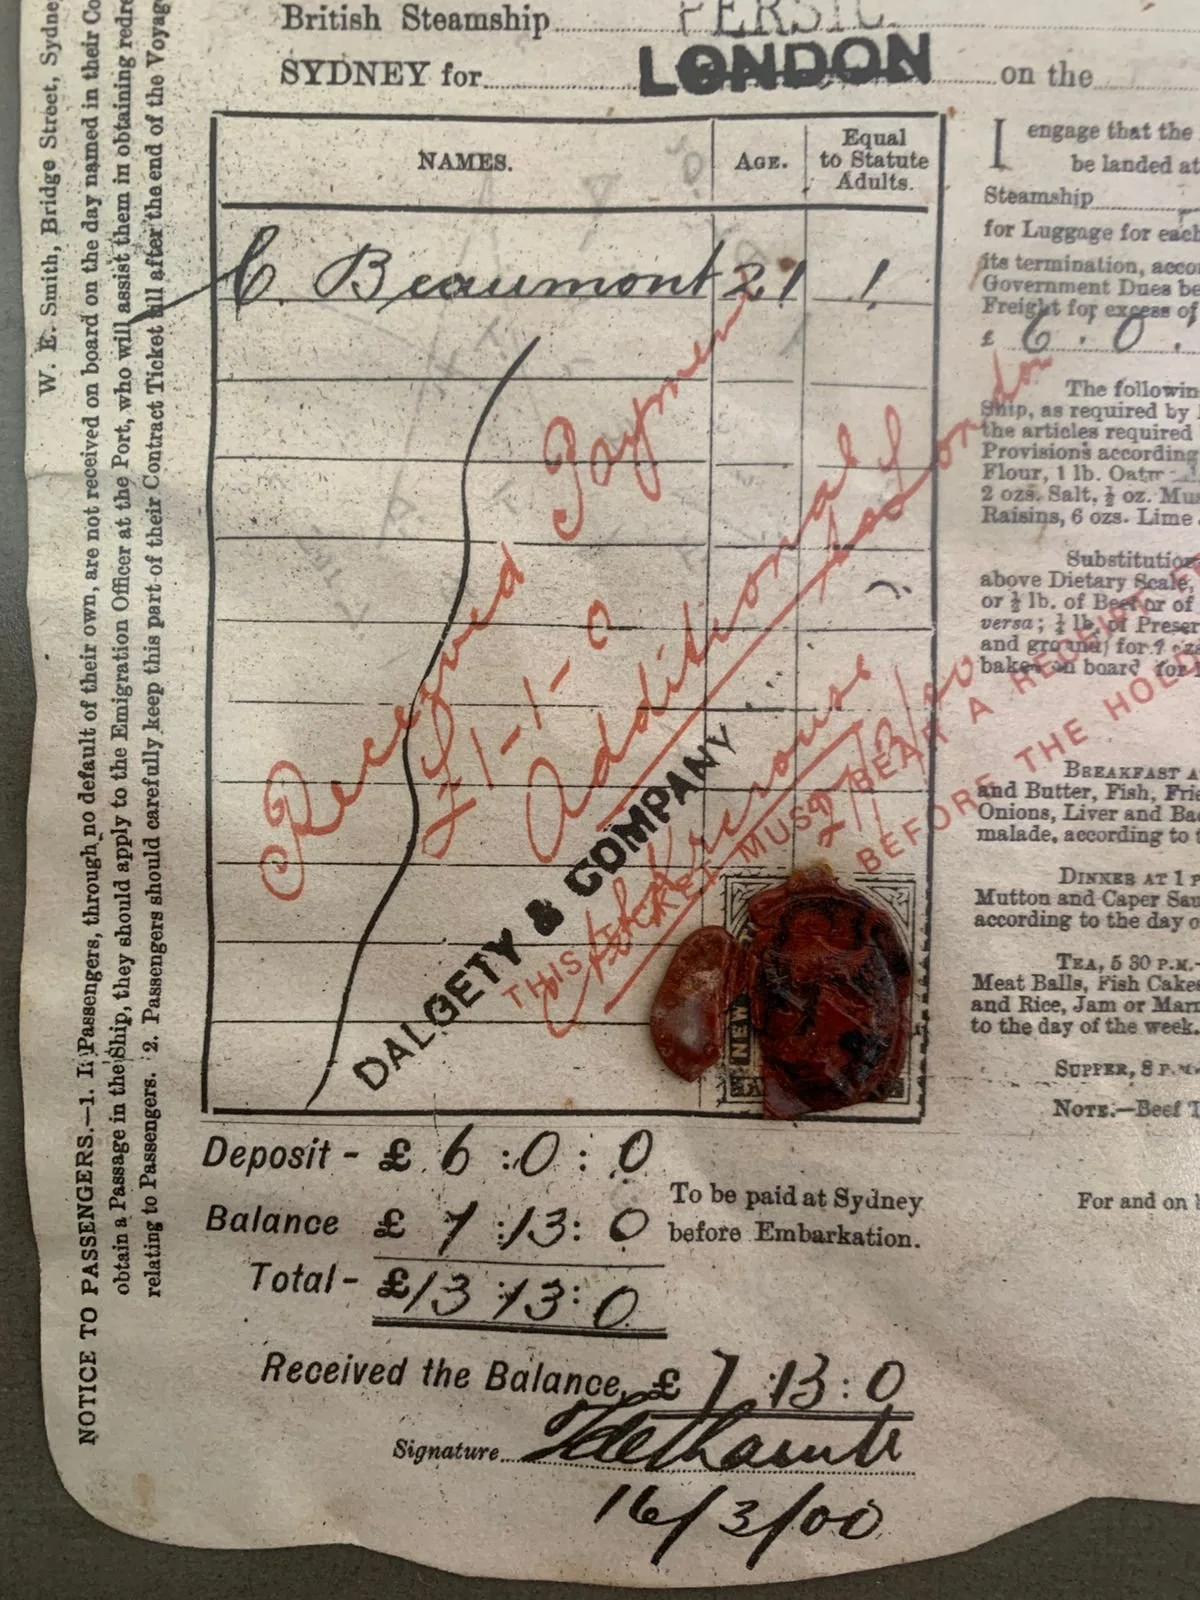 British Steamship PERSIC
SYDNEY for LONDON on the
NAMES. AGE. Equal to Statute Adults.
C. Beaumont 21 1
Received Payment
£1-1-0
Additional
London
DALGETY & COMPANY
THIS TICKET MUST BEAR A RECEIPT
BEFORE THE HOLD
NEW
Deposit - £ 6 : 0 : 0
Balance £ 7 : 13 : 0 To be paid at Sydney before Embarkation.
Total - £13 : 13 : 0
Received the Balance, £ 7 : 13 : 0
Signature
16/3/00
W. E. Smith, Bridge Street, Sydne
NOTICE TO PASSENGERS.—1. If Passengers, through no default of their own, are not received on board on the day named in their Co
obtain a Passage in the Ship, they should apply to the Emigration Officer at the Port, who will assist them in obtaining redre
relating to Passengers. 2. Passengers should carefully keep this part of their Contract Ticket till after the end of the Voyag
I engage that the
be landed at
Steamship
for Luggage for each
its termination, acco
Government Dues be
Freight for excess of
£ 6 . 0 .
The followin
Ship, as required by
the articles required
Provisions according
Flour, 1 lb. Oatm
2 ozs. Salt, ½ oz. Mus
Raisins, 6 ozs. Lime
Substitution
above Dietary Scale,
or ½ lb. of Beef or of
versa; ¼ lb. of Preser
and ground) for
baked on board for
BREAKFAST A
and Butter, Fish, Frie
Onions, Liver and Ba
malade, according to t
DINNER AT 1 P
Mutton and Caper Sau
according to the day o
TEA, 5 30 P.M.-
Meat Balls, Fish Cakes
and Rice, Jam or Marm
to the day of the week.
SUPPER, 8 P.M.
NOTE.—Beef T
For and on